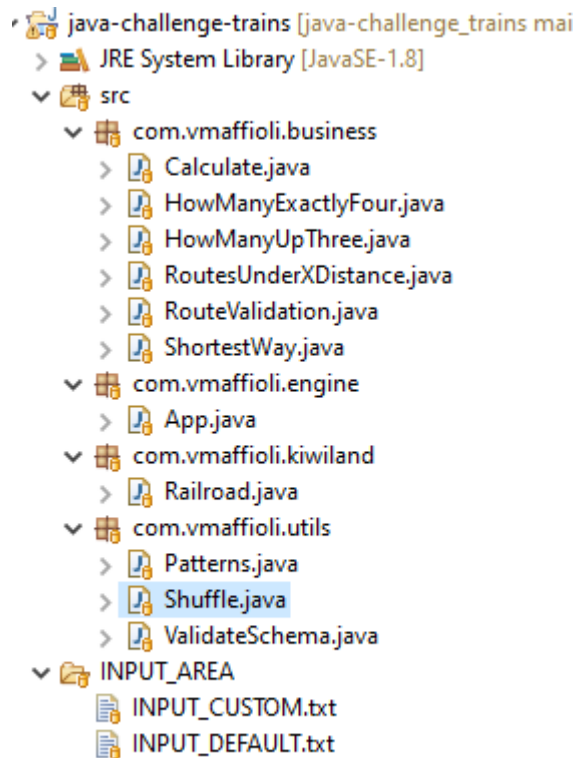 java-challenge-trains [java-challenge_trains mai
JRE System Library [JavaSE-1.8]
src
com.vmaffioli.business
Calculate.java
HowManyExactlyFour.java
HowManyUpThree.java
RoutesUnderXDistance.java
RouteValidation.java
ShortestWay.java
com.vmaffioli.engine
App.java
com.vmaffioli.kiwiland
Railroad.java
com.vmaffioli.utils
Patterns.java
Shuffle.java
ValidateSchema.java
INPUT_AREA
INPUT_CUSTOM.txt
INPUT_DEFAULT.txt